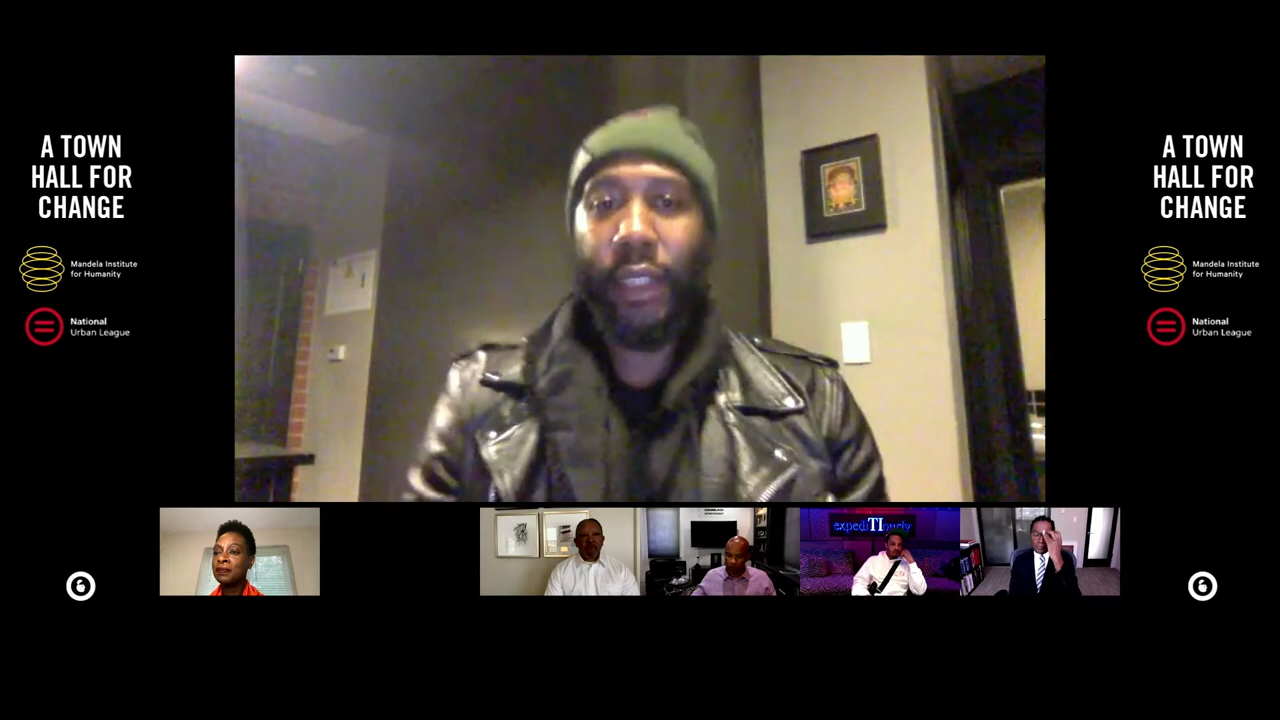 A TOWN
HALL FOR
CHANGE
Mandela Institute
for Humanity
National
Urban League
A TOWN
HALL FOR
CHANGE
Mandela Institute
for Humanity
National
Urban League
expediTIously